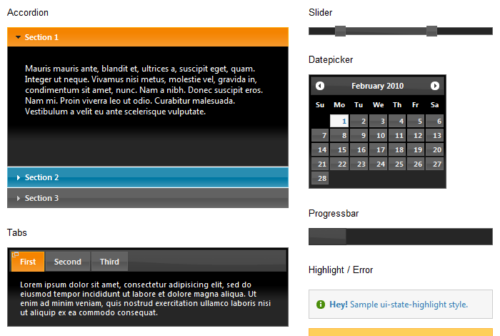 Accordion
Section 1
Mauris mauris ante, blandit et, ultrices a, suscipit eget, quam.
Integer ut neque. Vivamus nisi metus, molestie vel, gravida in,
condimentum sit amet, nunc. Nam a nibh. Donec suscipit eros.
Nam mi. Proin viverra leo ut odio. Curabitur malesuada.
Vestibulum a velit eu ante scelerisque vulputate.
Section 2
Section 3
Tabs
First Second Third
Lorem ipsum dolor sit amet, consectetur adipisicing elit, sed do
eiusmod tempor incididunt ut labore et dolore magna aliqua. Ut
enim ad minim veniam, quis nostrud exercitation ullamco laboris nisi
ut aliquip ex ea commodo consequat.
Slider
Datepicker
February 2010
Su Mo Tu We Th Fr Sa
1 2 3 4 5 6
7 8 9 10 11 12 13
14 15 16 17 18 19 20
21 22 23 24 25 26 27
28
Progressbar
Highlight / Error
Hey! Sample ui-state-highlight style.